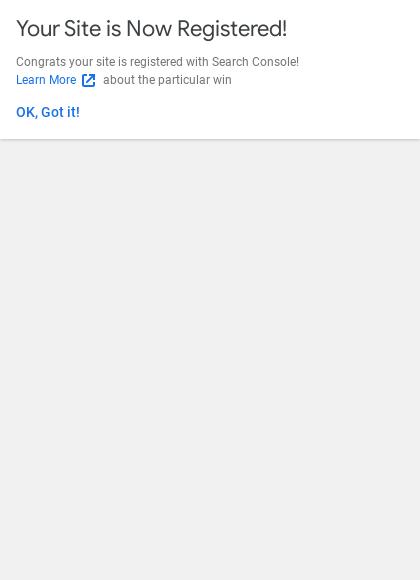 Your Site is Now Registered!
Congrats your site is registered with Search Console!
Learn More about the particular win
OK, Got it!